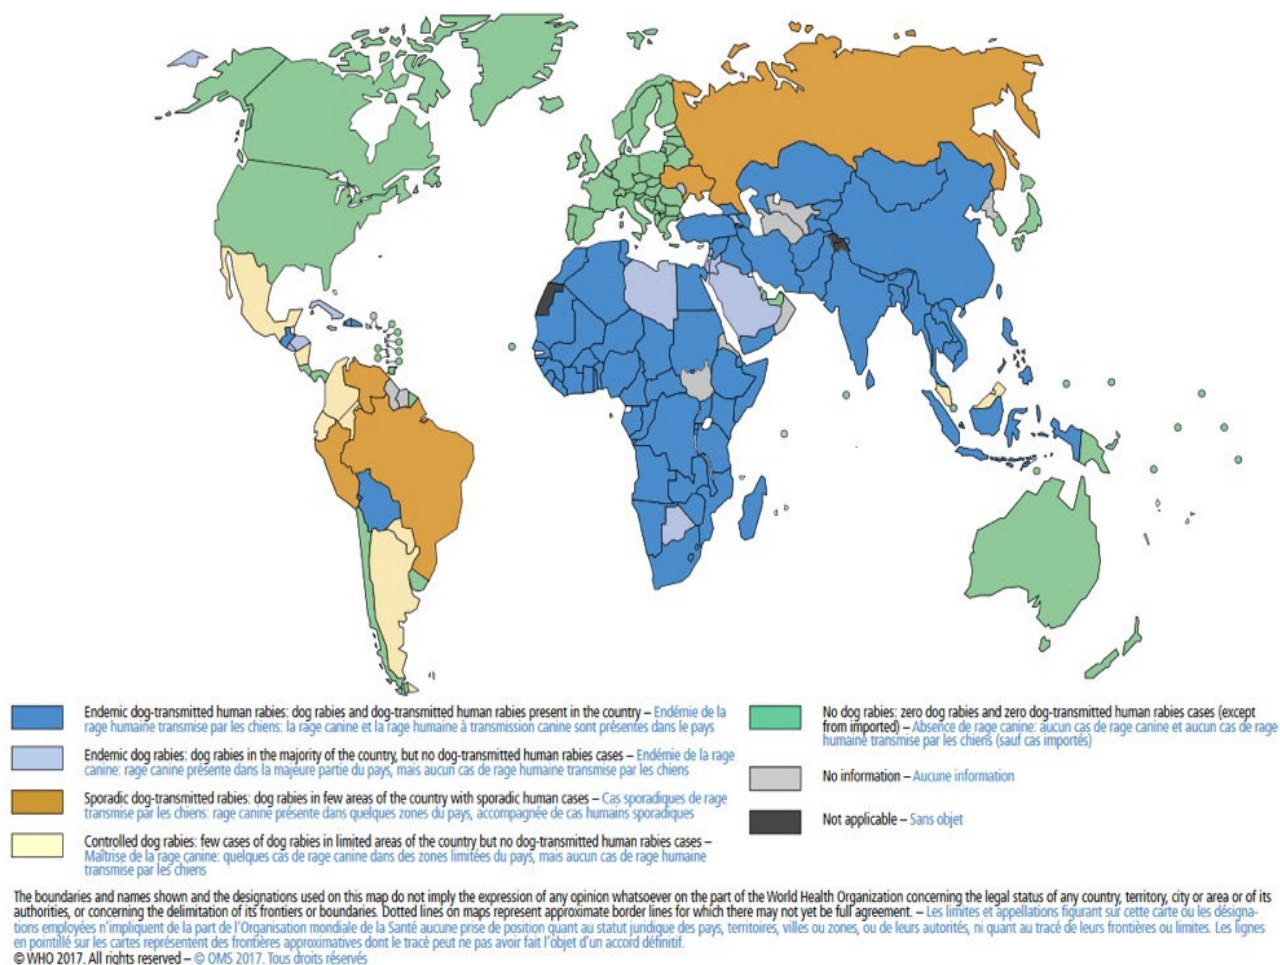 Endemic dog-transmitted human rabies: dog rabies and dog-transmitted human rabies present in the country – Endémie de la
rage humaine transmise par les chiens: la rage canine et la rage humaine à transmission canine sont présentes dans le pays
Endemic dog rabies: dog rabies in the majority of the country, but no dog-transmitted human rabies cases – Endémie de la rage
canine: rage canine présente dans la majeure partie du pays, mais aucun cas de rage humaine transmise par les chiens
Sporadic dog-transmitted rabies: dog rabies in few areas of the country with sporadic human cases – Cas sporadiques de rage
transmise par les chiens: rage canine présente dans quelques zones du pays, accompagnée de cas humains sporadiques
Controlled dog rabies: few cases of dog rabies in limited areas of the country but no dog-transmitted human rabies cases –
Maîtrise de la rage canine: quelques cas de rage canine dans des zones limitées du pays, mais aucun cas de rage humaine
transmise par les chiens
No dog rabies: zero dog rabies and zero dog-transmitted human rabies cases (except
from imported) – Absence de rage canine: aucun cas de rage canine et aucun cas de rage
humaine transmise par les chiens (sauf cas importés)
No information – Aucune information
Not applicable – Sans objet
The boundaries and names shown and the designations used on this map do not imply the expression of any opinion whatsoever on the part of the World Health Organization concerning the legal status of any country, territory, city or area or of its
authorities, or concerning the delimitation of its frontiers or boundaries. Dotted lines on maps represent approximate border lines for which there may not yet be full agreement. – Les limites et appellations figurant sur cette carte ou les désigna-
tions employées n'impliquent de la part de l'Organisation mondiale de la Santé aucune prise de position quant au statut juridique des pays, territoires, villes ou zones, ou de leurs autorités, ni quant au tracé de leurs frontières ou limites. Les lignes
en pointillé sur les cartes représentent des frontières approximatives dont le tracé peut ne pas avoir fait l'objet d'un accord définitif.
© WHO 2017. All rights reserved – © OMS 2017. Tous droits réservés